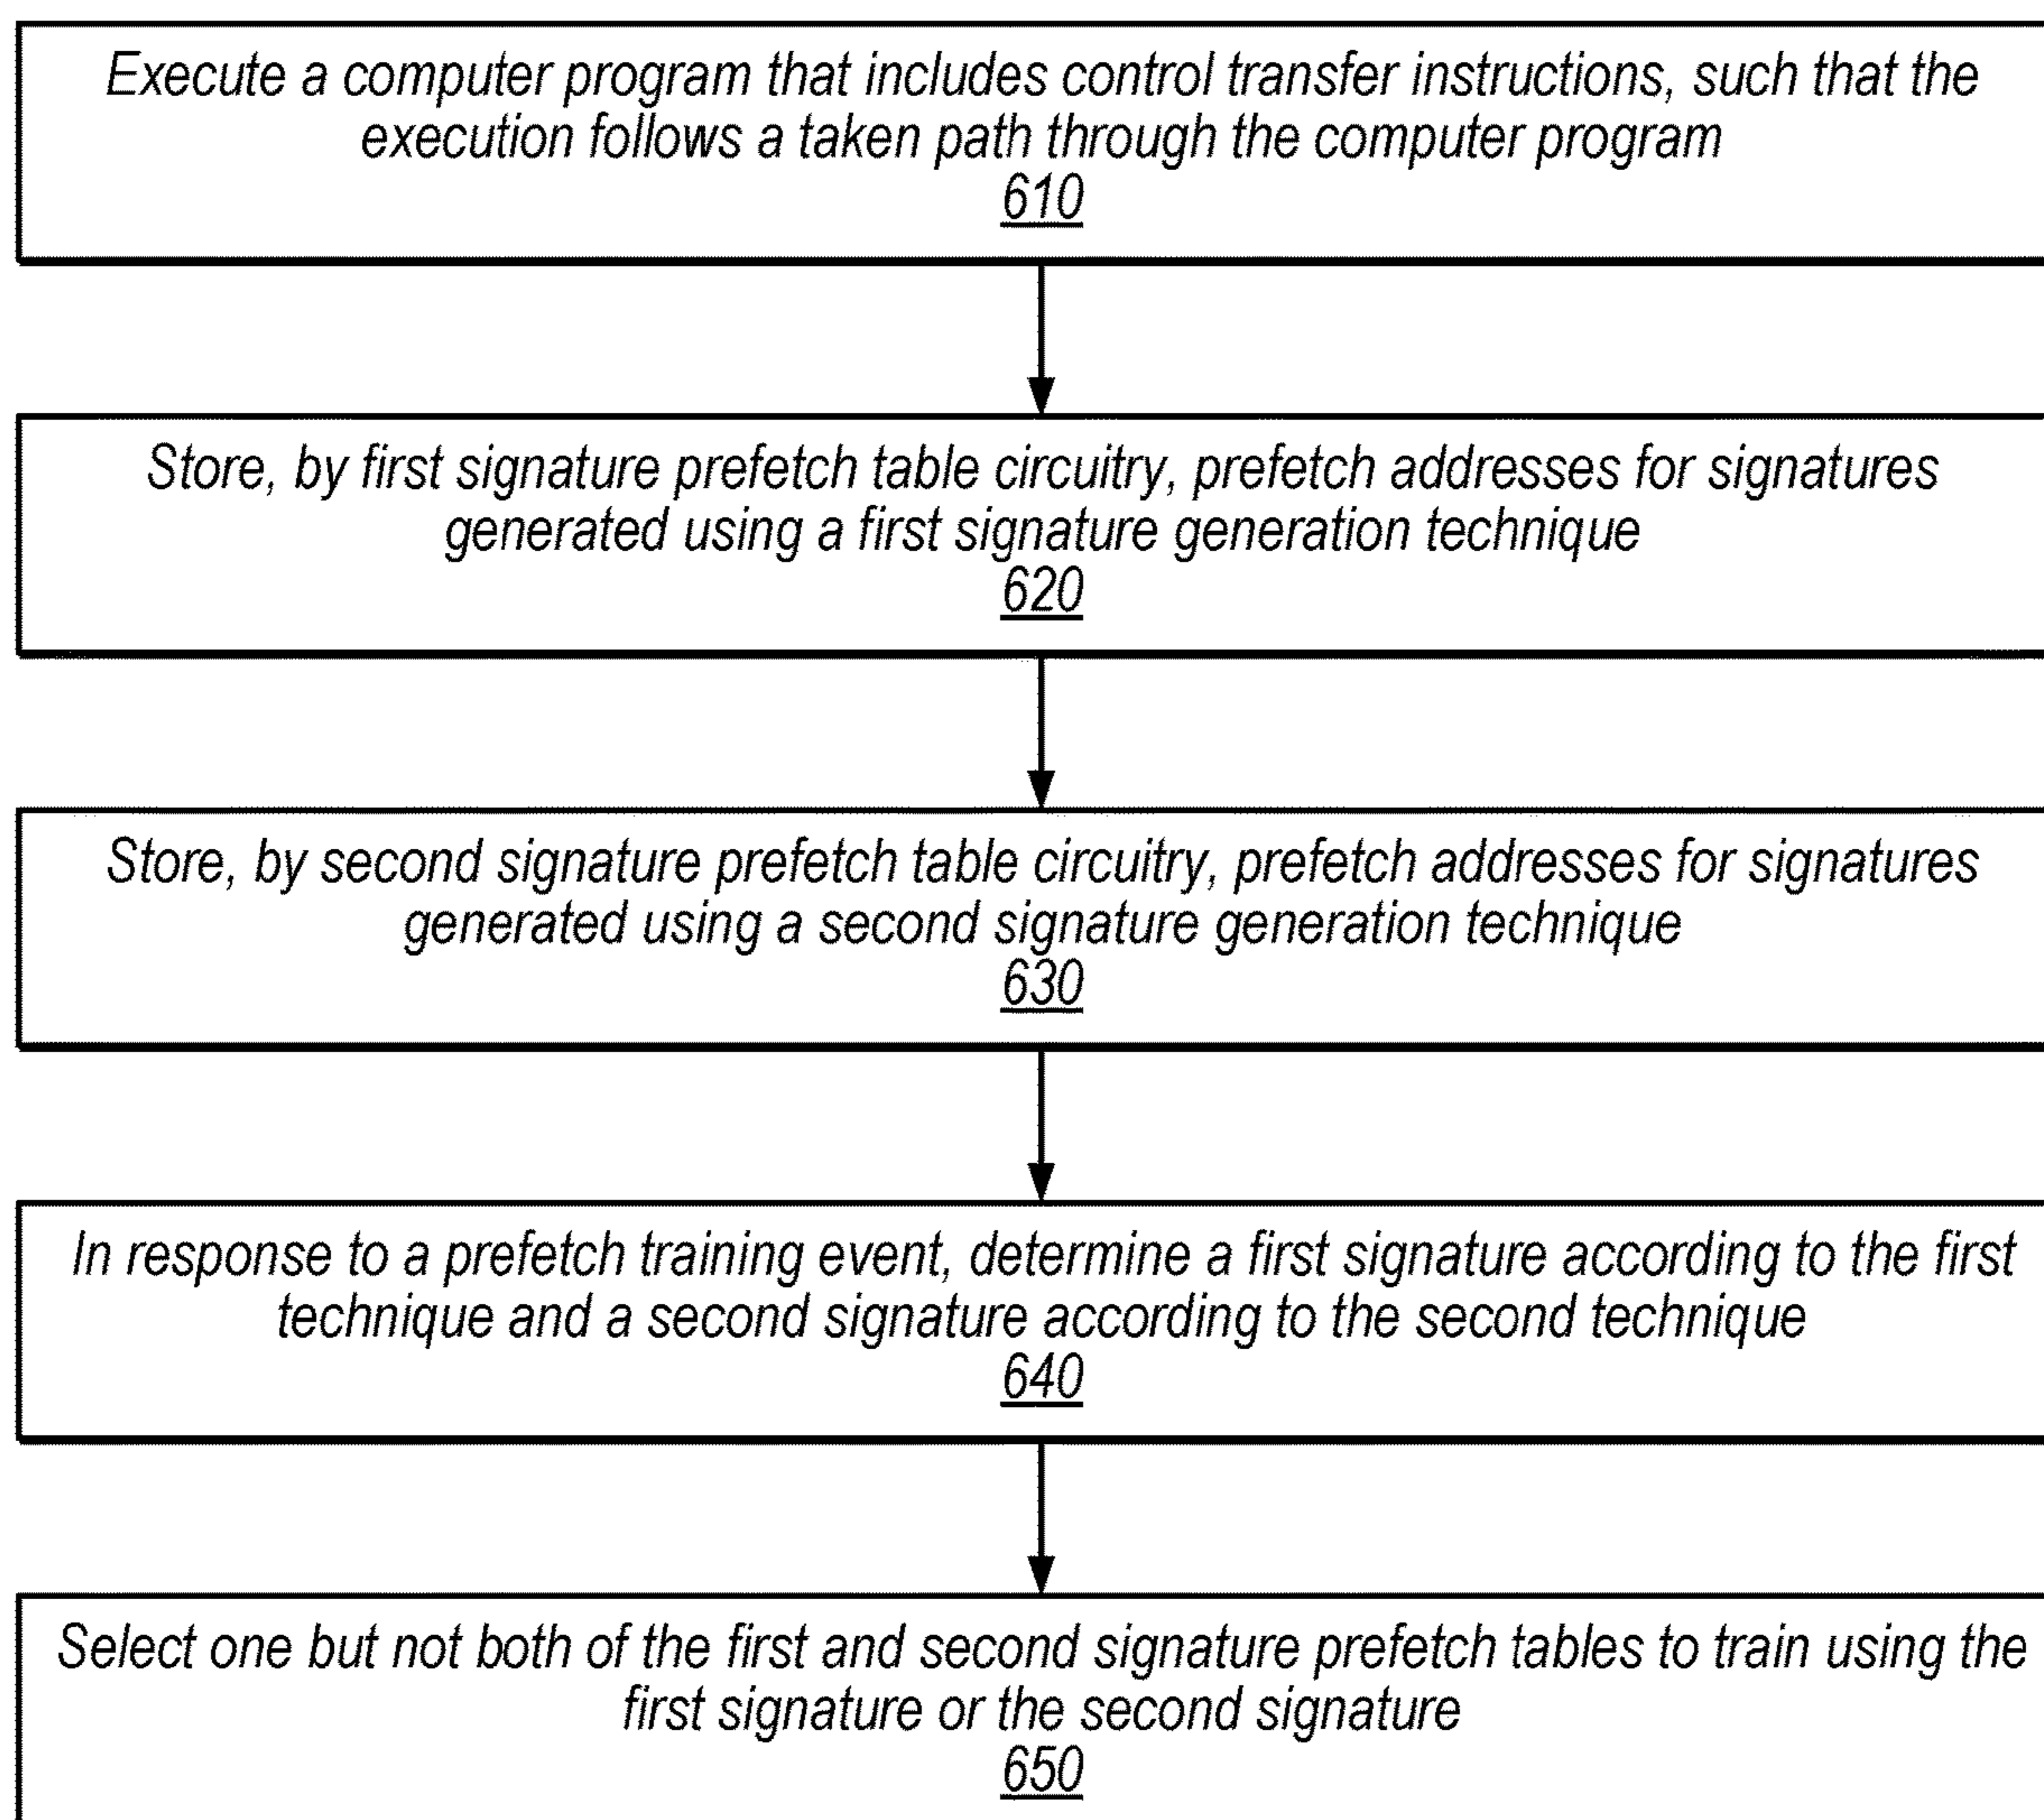 Execute a computer program that includes control transfer instructions, such that the
execution follows a taken path through the computer program
610
Store, by first signature prefetch table circuitry, prefetch addresses for signatures
generated using a first signature generation technique
620
Store, by second signature prefetch table circuitry, prefetch addresses for signatures
generated using a second signature generation technique
630
In response to a prefetch training event, determine a first signature according to the first
technique and a second signature according to the second technique
640
Select one but not both of the first and second signature prefetch tables to train using the
first signature or the second signature
650